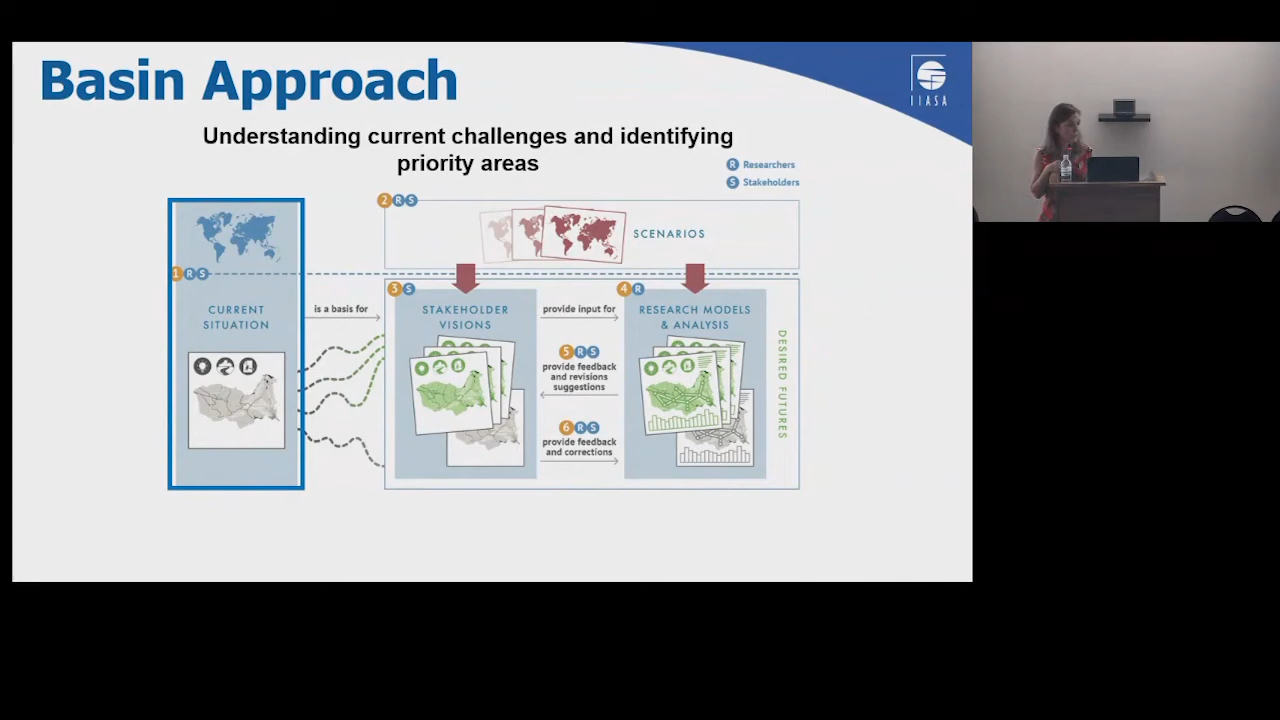 Basin Approach
IIASA
Understanding current challenges and identifying
priority areas
R Researchers
S Stakeholders
2 R S
SCENARIOS
1 R S
CURRENT
SITUATION
is a basis for
3 S
STAKEHOLDER
VISIONS
provide input for
4 R
RESEARCH MODELS
& ANALYSIS
5 R S
provide feedback
and revisions
suggestions
6 R S
provide feedback
and corrections
DESIRED FUTURES